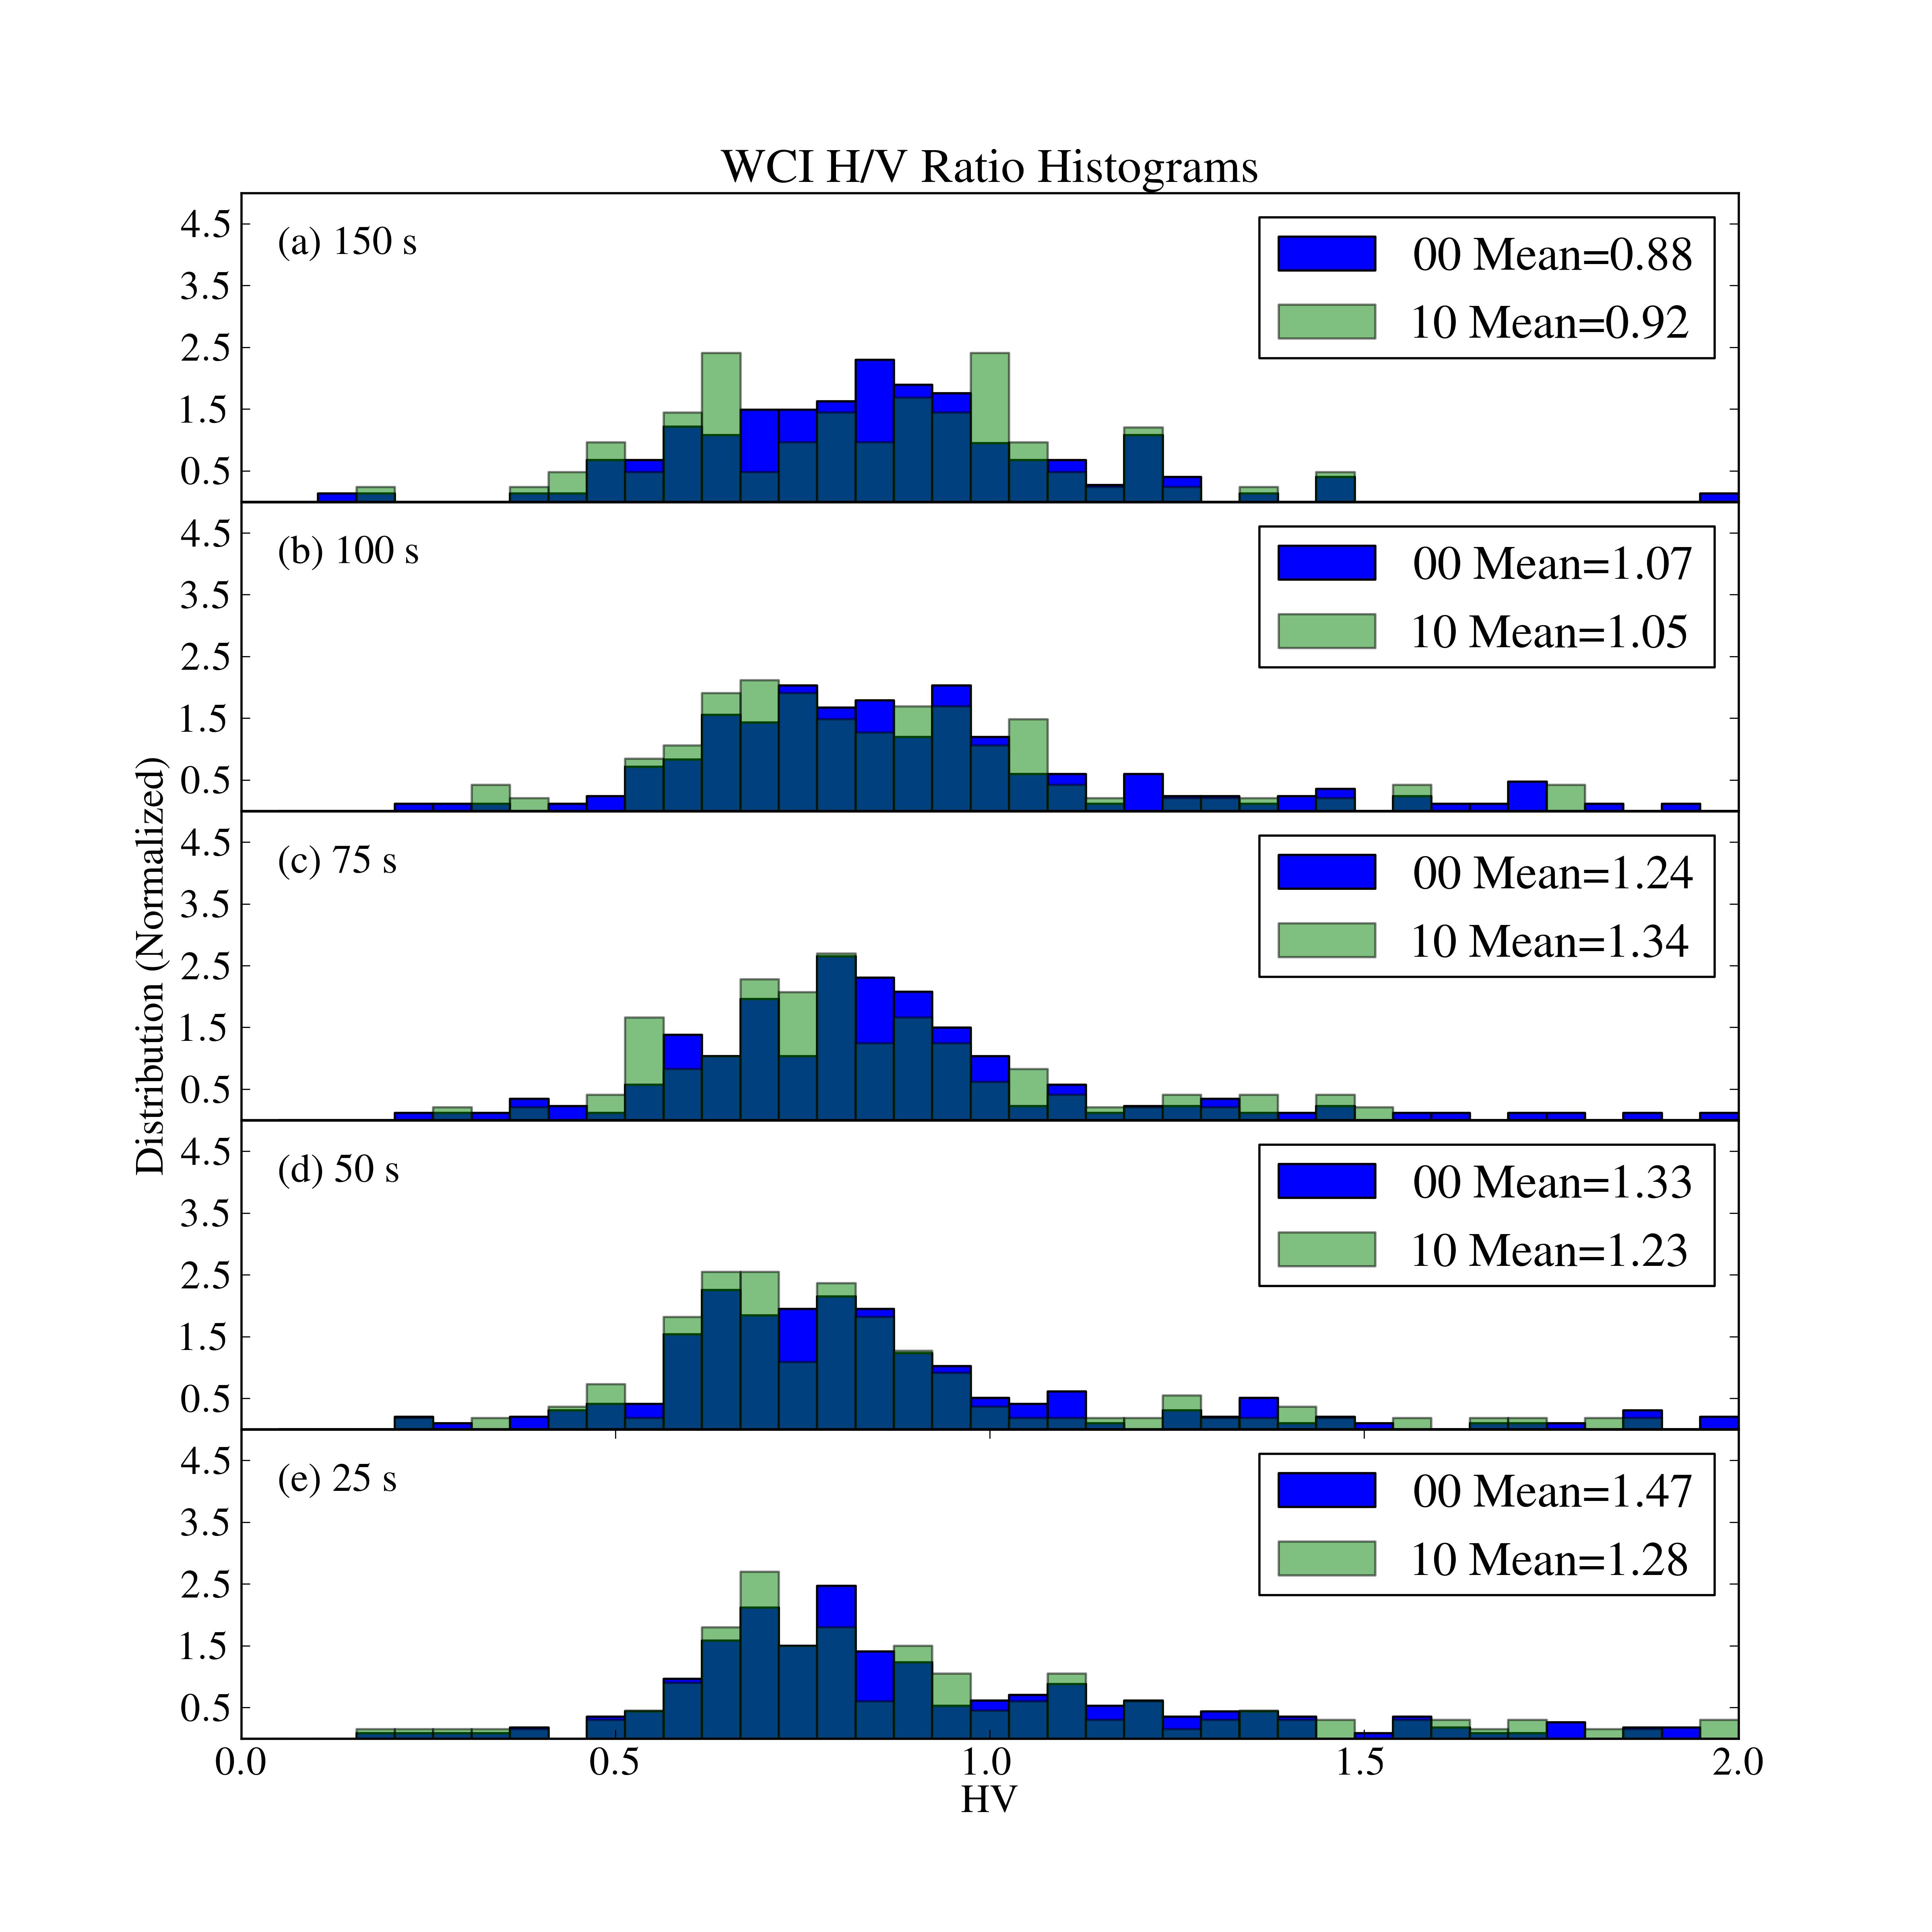 WCI H/V Ratio Histograms
Distribution (Normalized)
4.5
3.5
2.5
1.5
0.5
(a) 150 s
00 Mean=0.88
10 Mean=0.92
4.5
3.5
2.5
1.5
0.5
(b) 100 s
00 Mean=1.07
10 Mean=1.05
4.5
3.5
2.5
1.5
0.5
(c) 75 s
00 Mean=1.24
10 Mean=1.34
4.5
3.5
2.5
1.5
0.5
(d) 50 s
00 Mean=1.33
10 Mean=1.23
4.5
3.5
2.5
1.5
0.5
(e) 25 s
00 Mean=1.47
10 Mean=1.28
0.0 0.5 1.0 1.5 2.0
HV